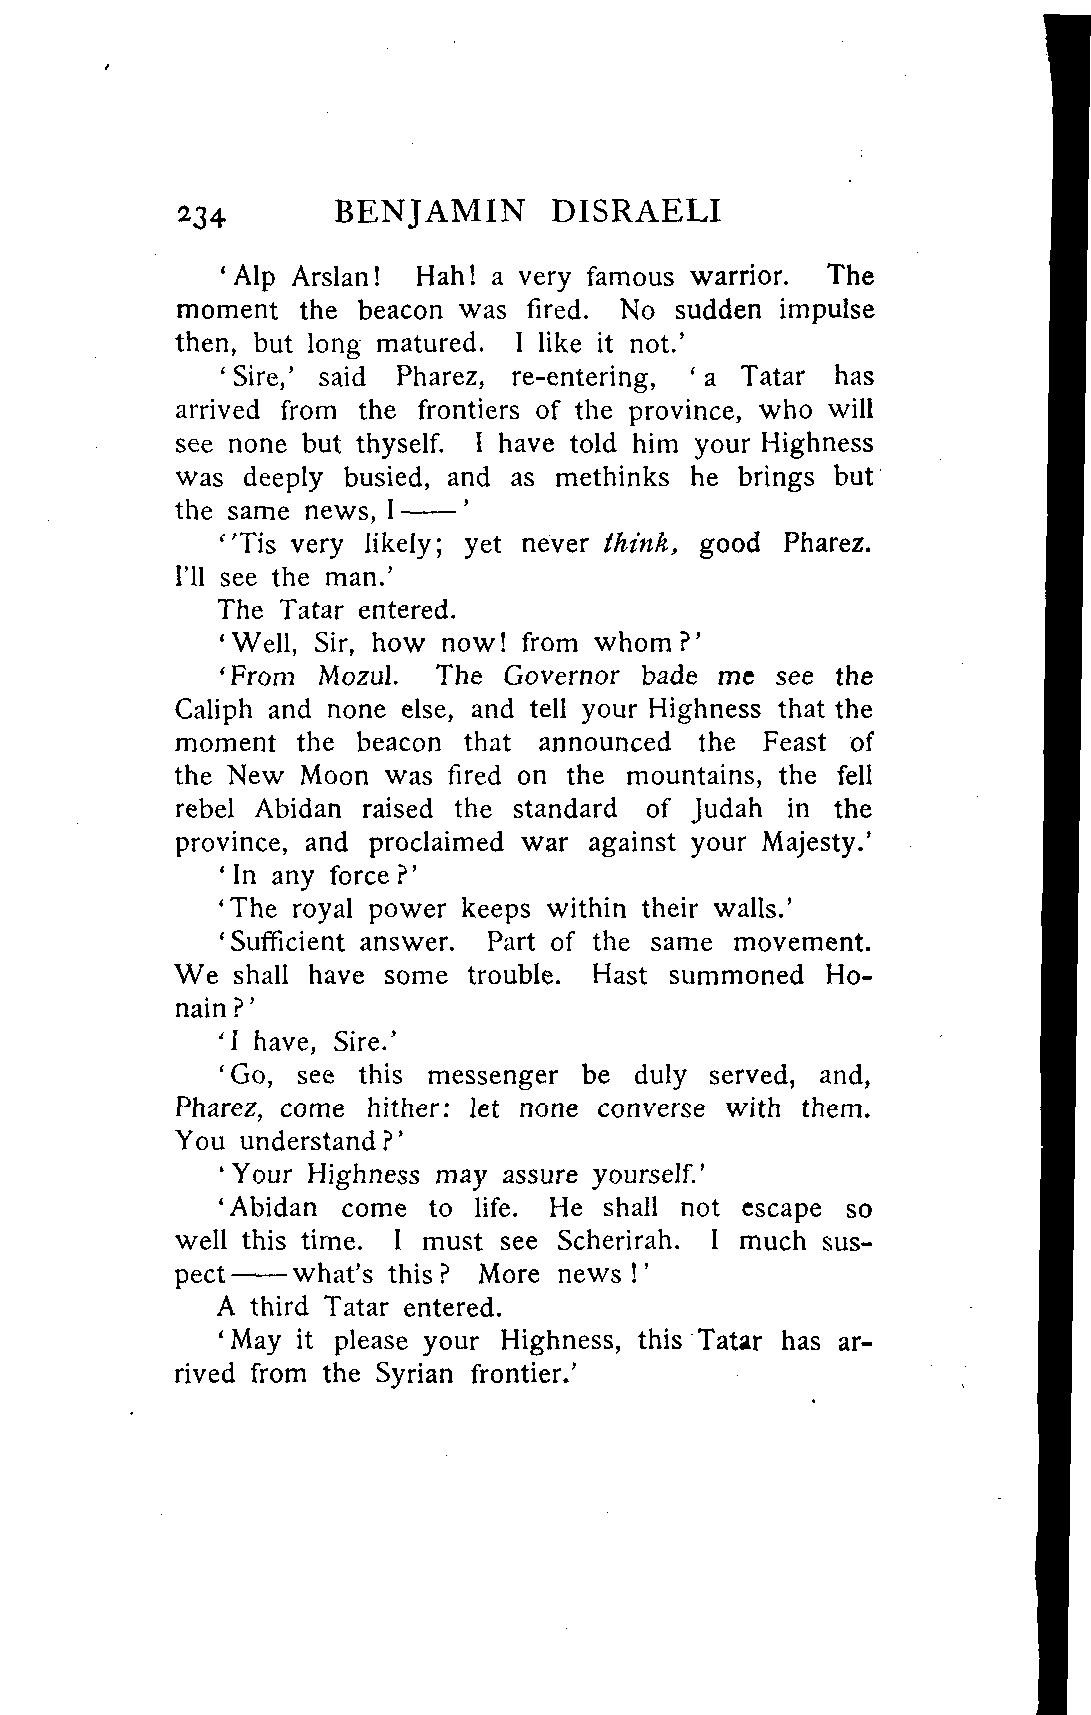 234 BENJAMIN DISRAELI
‘Alp Arslan! Hah! a very famous warrior. The
moment the beacon was fired. No sudden impulse
then, but long matured. I like it not.’
‘Sire,’ said Pharez, re-entering, ‘a Tatar has
arrived from the frontiers of the province, who will
see none but thyself. I have told him your Highness
was deeply busied, and as methinks he brings but
the same news, I——’
‘’Tis very likely; yet never think, good Pharez.
I’ll see the man.’
The Tatar entered.
‘Well, Sir, how now! from whom?’
‘From Mozul. The Governor bade me see the
Caliph and none else, and tell your Highness that the
moment the beacon that announced the Feast of
the New Moon was fired on the mountains, the fell
rebel Abidan raised the standard of Judah in the
province, and proclaimed war against your Majesty.’
‘In any force?’
‘The royal power keeps within their walls.’
‘Sufficient answer. Part of the same movement.
We shall have some trouble. Hast summoned Ho-
nain?’
‘I have, Sire.’
‘Go, see this messenger be duly served, and,
Pharez, come hither: let none converse with them.
You understand?’
‘Your Highness may assure yourself.’
‘Abidan come to life. He shall not escape so
well this time. I must see Scherirah. I much sus-
pect——what’s this? More news!’
A third Tatar entered.
‘May it please your Highness, this Tatar has ar-
rived from the Syrian frontier.’